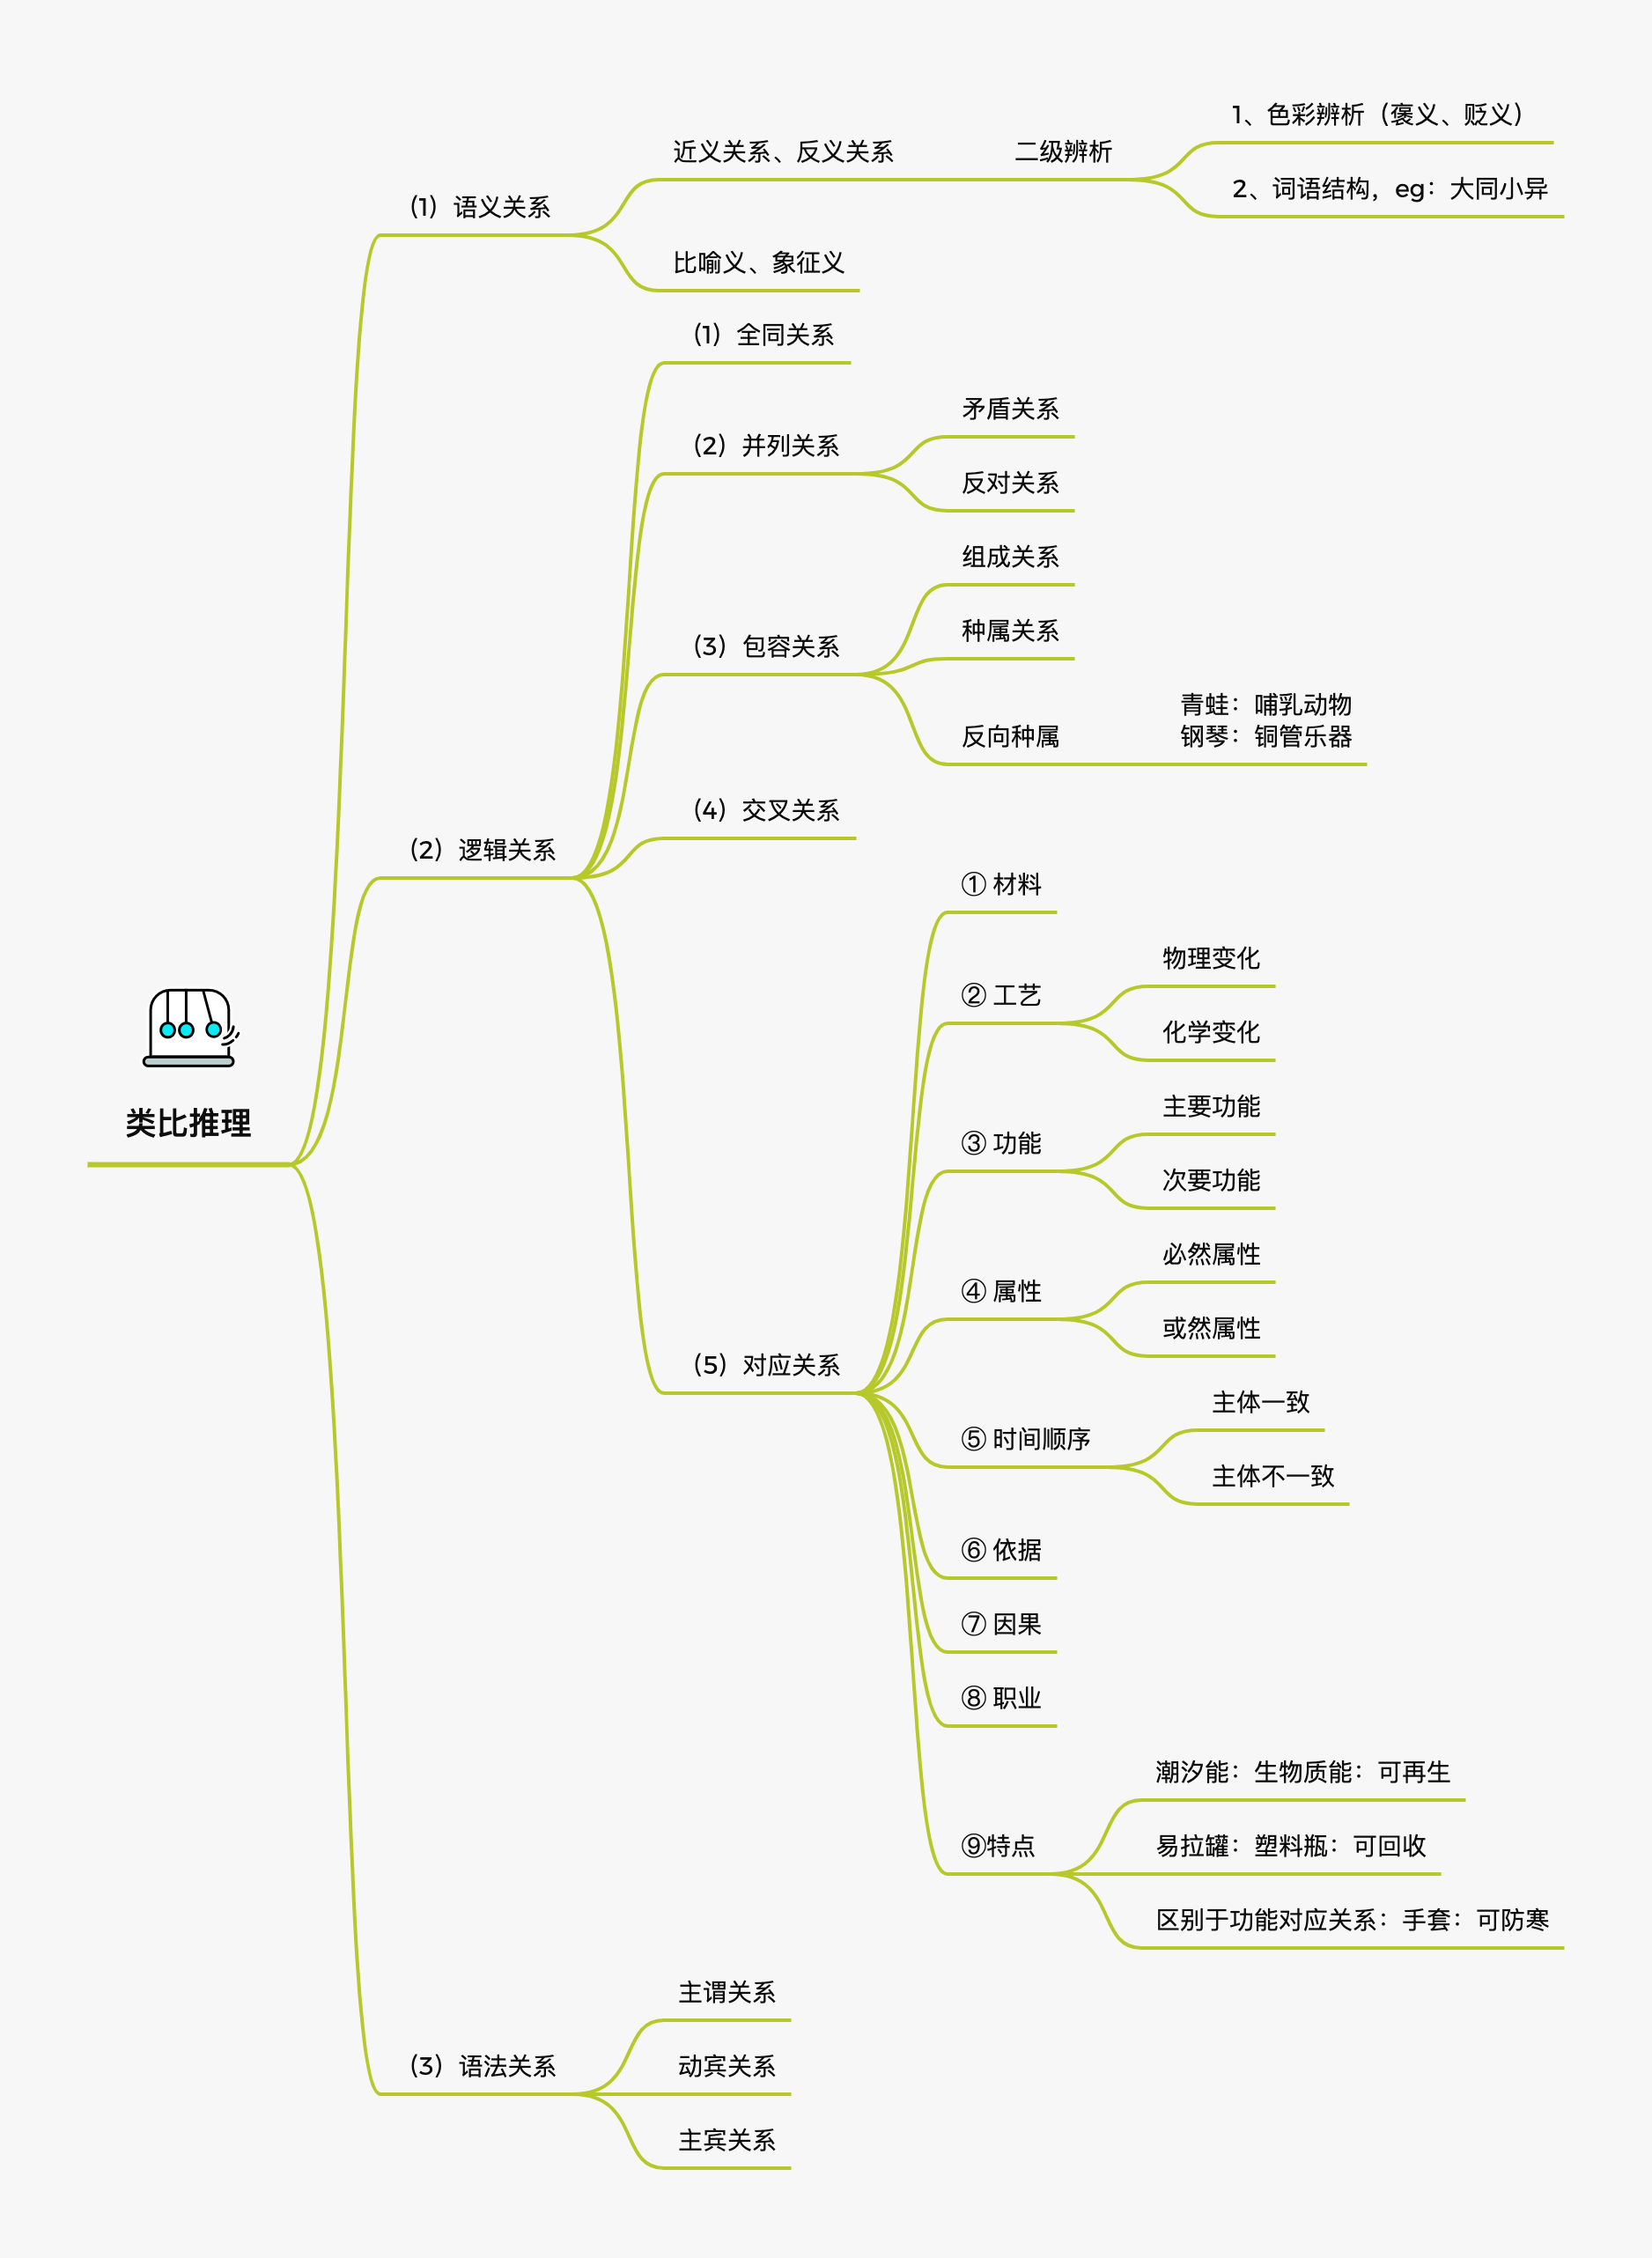 类比推理
（1）语义关系
近义关系、反义关系
二级辨析
1、色彩辨析（褒义、贬义）
2、词语结构，eg：大同小异
比喻义、象征义
（2）逻辑关系
（1）全同关系
（2）并列关系
矛盾关系
反对关系
（3）包容关系
组成关系
种属关系
反向种属
青蛙：哺乳动物
钢琴：铜管乐器
（4）交叉关系
（5）对应关系
① 材料
② 工艺
物理变化
化学变化
③ 功能
主要功能
次要功能
④ 属性
必然属性
或然属性
⑤ 时间顺序
主体一致
主体不一致
⑥ 依据
⑦ 因果
⑧ 职业
⑨特点
潮汐能：生物质能：可再生
易拉罐：塑料瓶：可回收
区别于功能对应关系：手套：可防寒
（3）语法关系
主谓关系
动宾关系
主宾关系